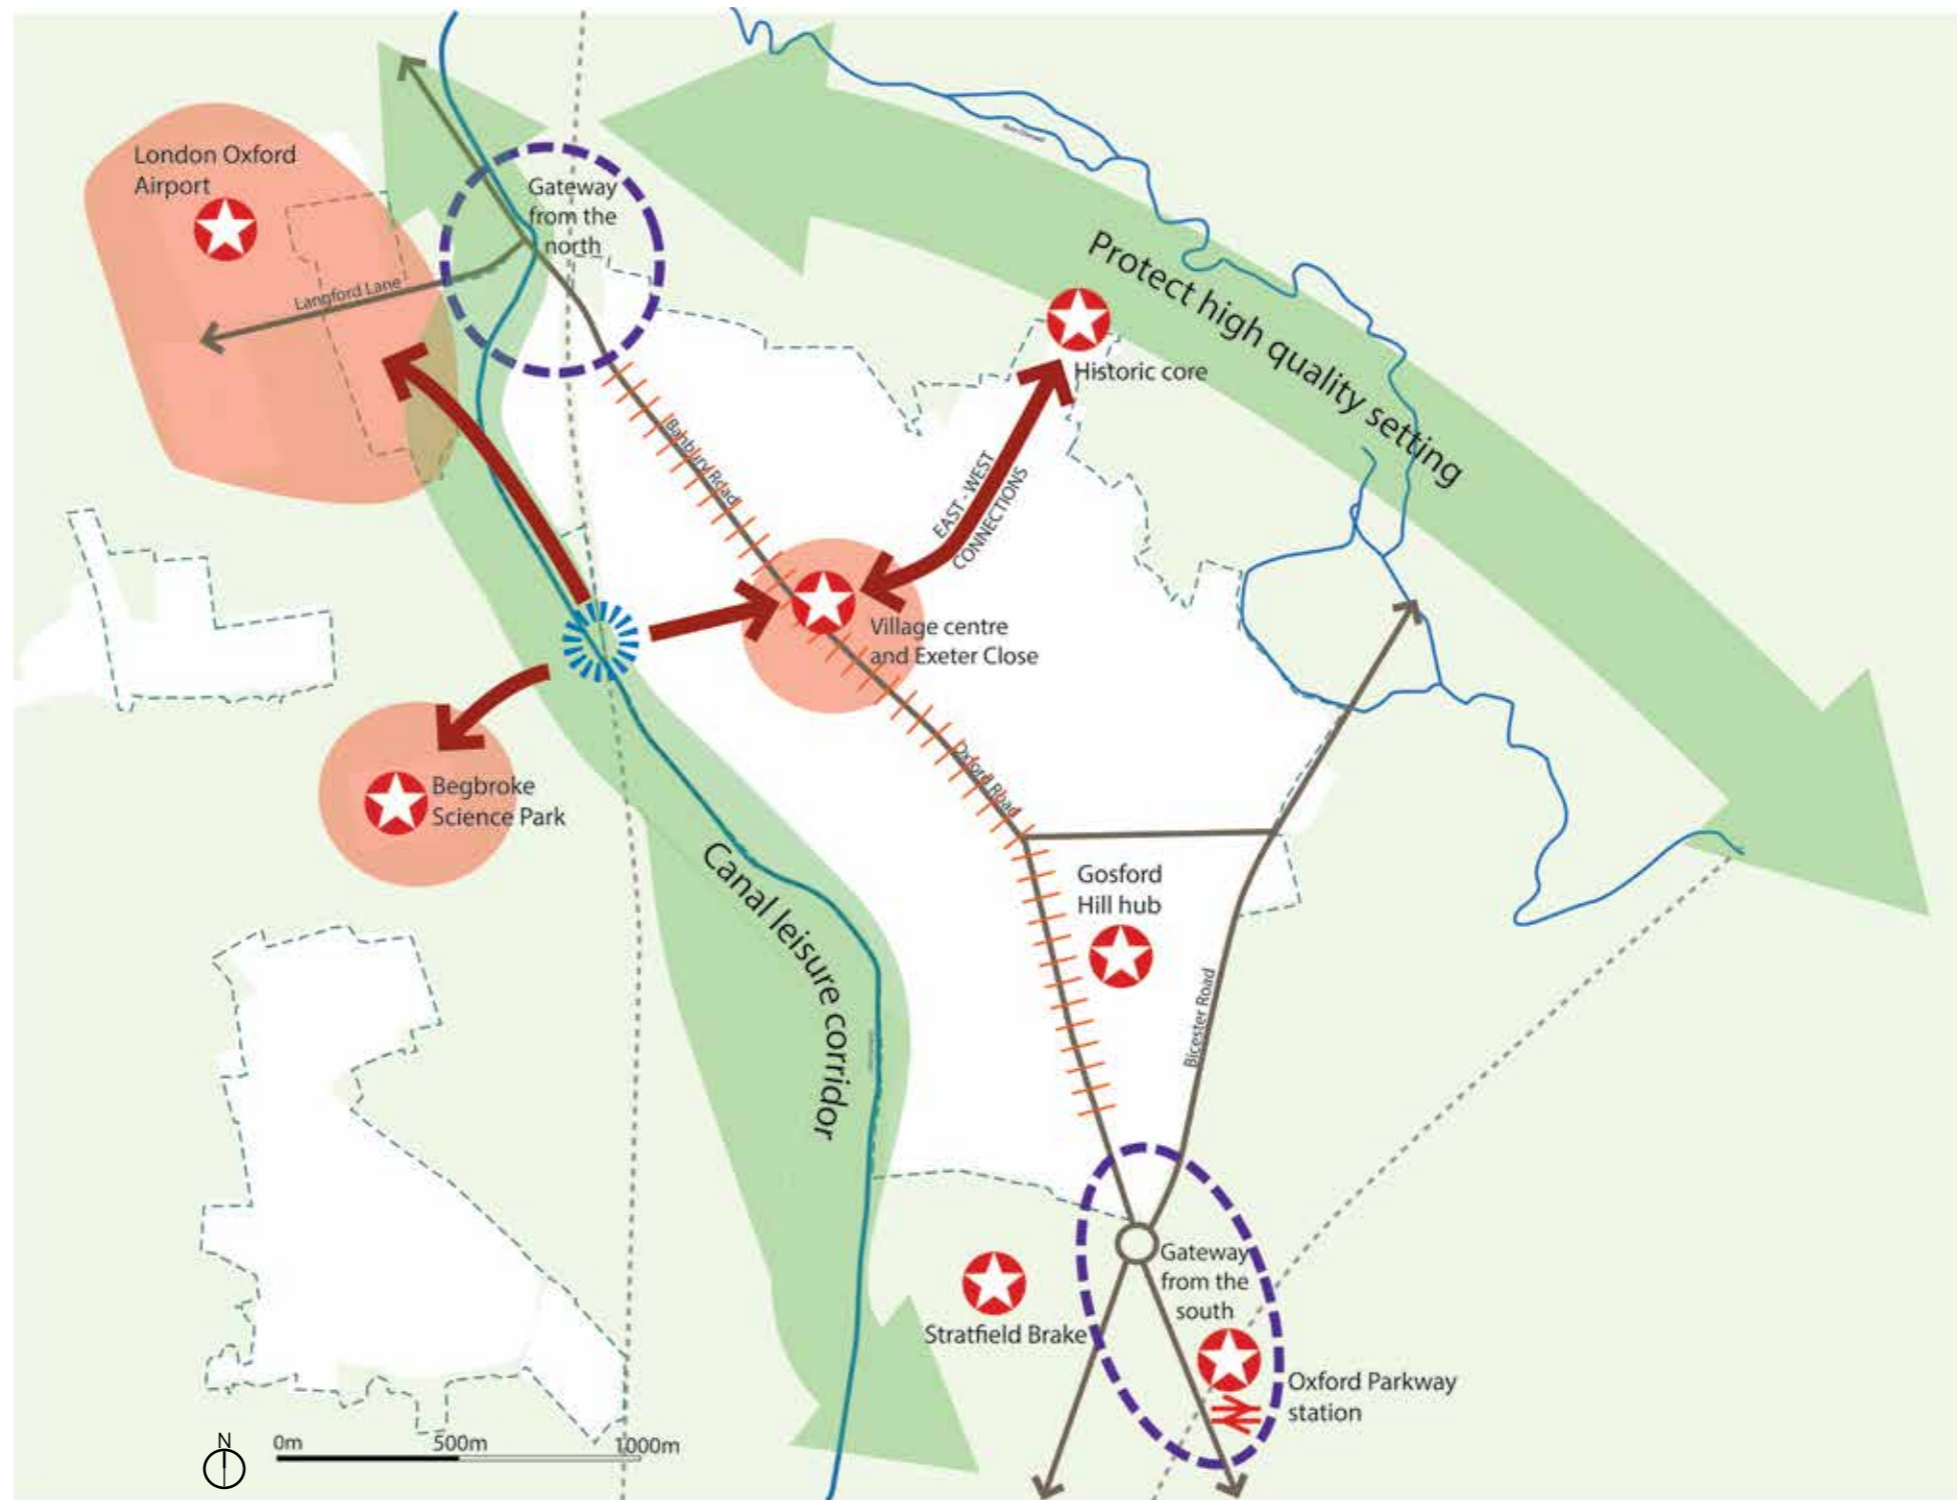 London Oxford
Airport
Gateway
from the
north
Langford Lane
Protect high quality setting
Historic core
Banbury Road
EAST - WEST
CONNECTIONS
Village centre
and Exeter Close
Begbroke
Science Park
Oxford Road
Canal leisure corridor
Gosford
Hill hub
Bicester Road
Gateway
from the
south
Stratfield Brake
Oxford Parkway
station
N
0m
500m
1000m